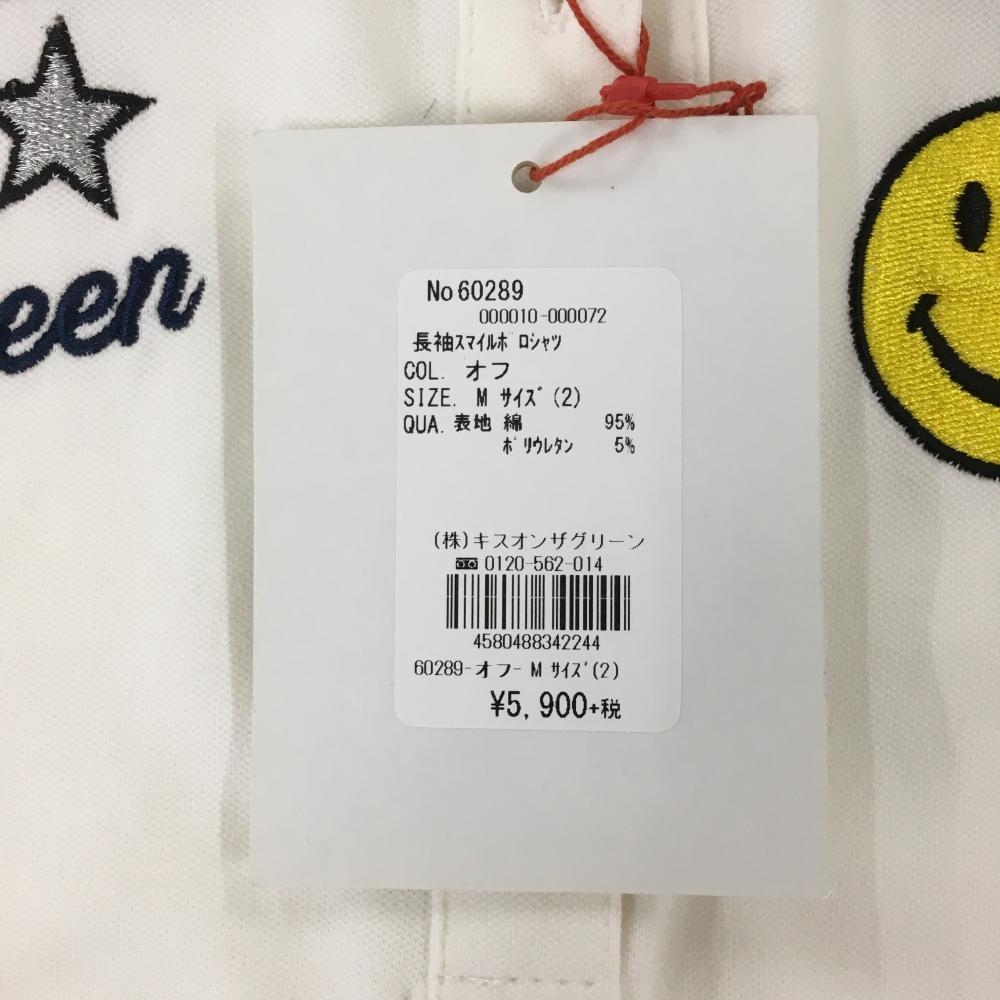 een
No 60289
000010-000072
長袖スマイルポロシャツ
COL. オフ
SIZE. M サイズ(2)
QUA. 表地 綿 95%
ポリウレタン 5%
(株)キスオンザグリーン
0120-562-014
4580488342244
60289-オフ- M サイズ(2)
¥5,900+税